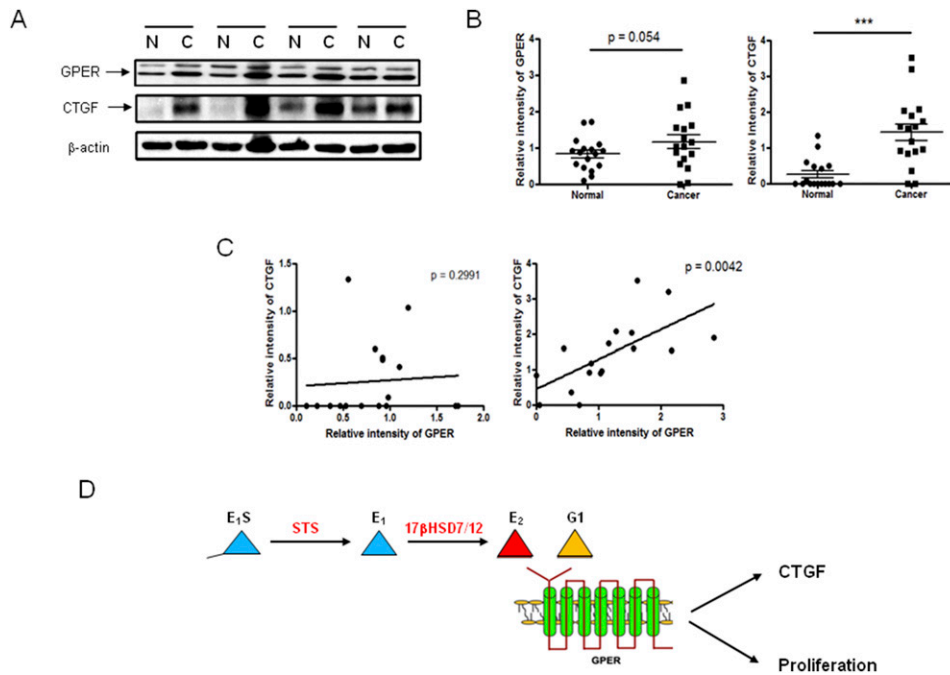 A
N C N C N C N C
GPER
CTGF
β-actin
B
p = 0.054
Relative intensity of GPER
4
3
2
1
0
Normal Cancer
***
Relative intensity of CTGF
4
3
2
1
0
Normal Cancer
C
p = 0.2991
Relative intensity of CTGF
1.5
1.0
0.5
0.0
0.0 0.5 1.0 1.5 2.0
Relative intensity of GPER
p = 0.0042
Relative intensity of CTGF
4
3
2
1
0
0 1 2 3
Relative intensity of GPER
D
E₁S STS E₁ 17βHSD7/12 E₂ G1
CTGF
GPER
Proliferation